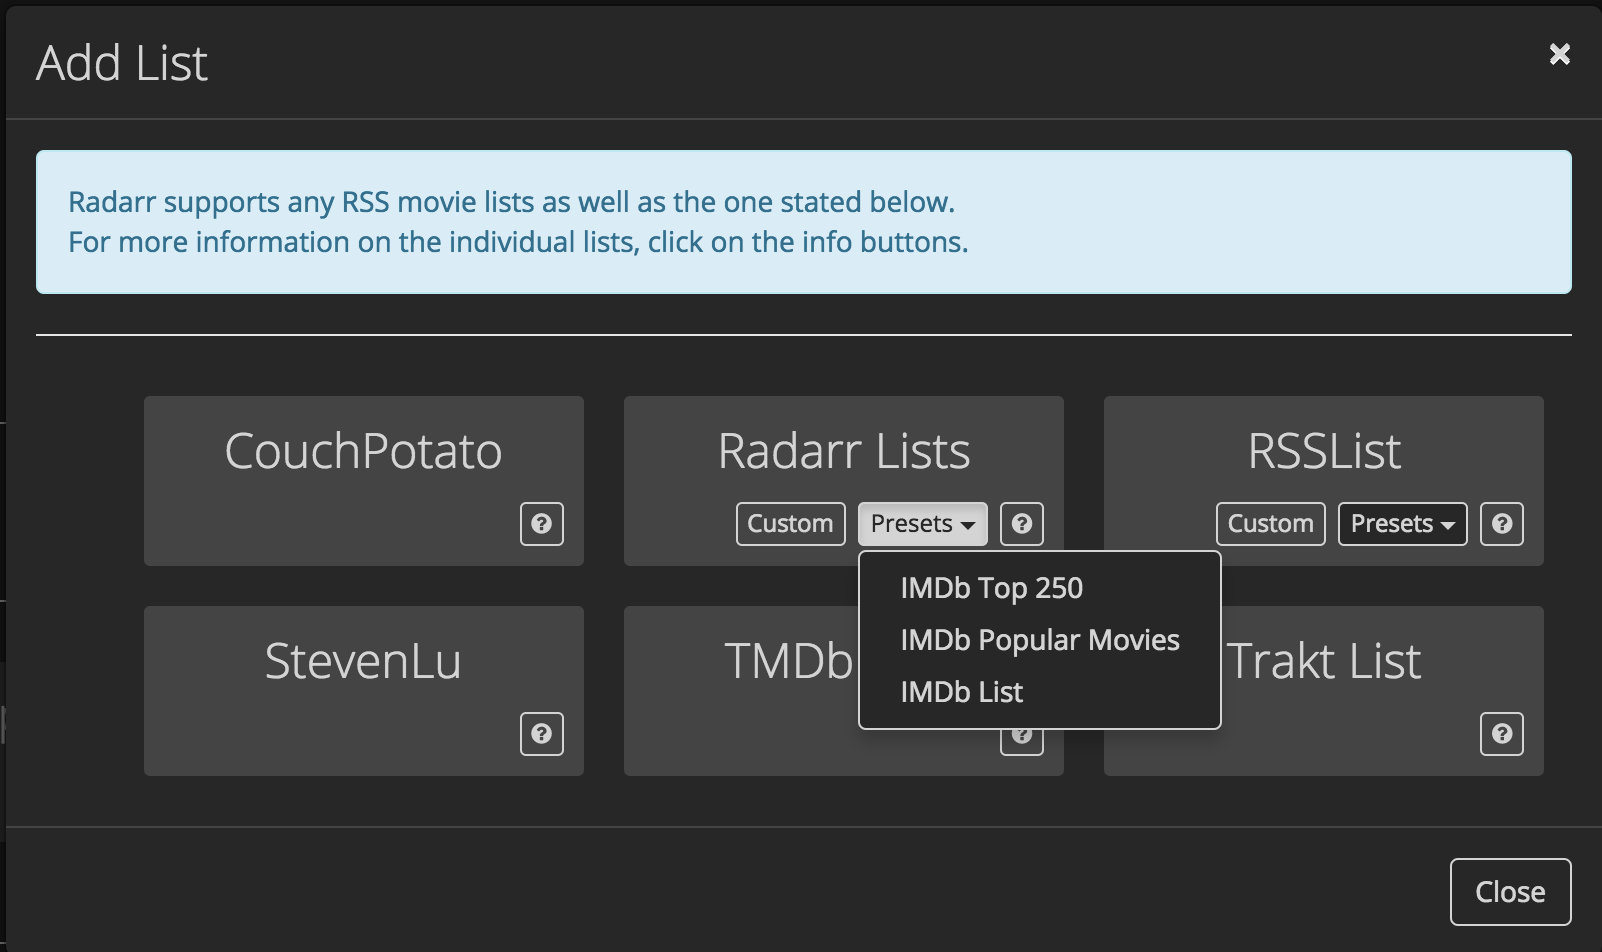 Add List
Radarr supports any RSS movie lists as well as the one stated below.
For more information on the individual lists, click on the info buttons.
CouchPotato
Radarr Lists
Custom
Presets
RSSList
Custom
Presets
IMDb Top 250
IMDb Popular Movies
IMDb List
StevenLu
TMDb
Trakt List
Close